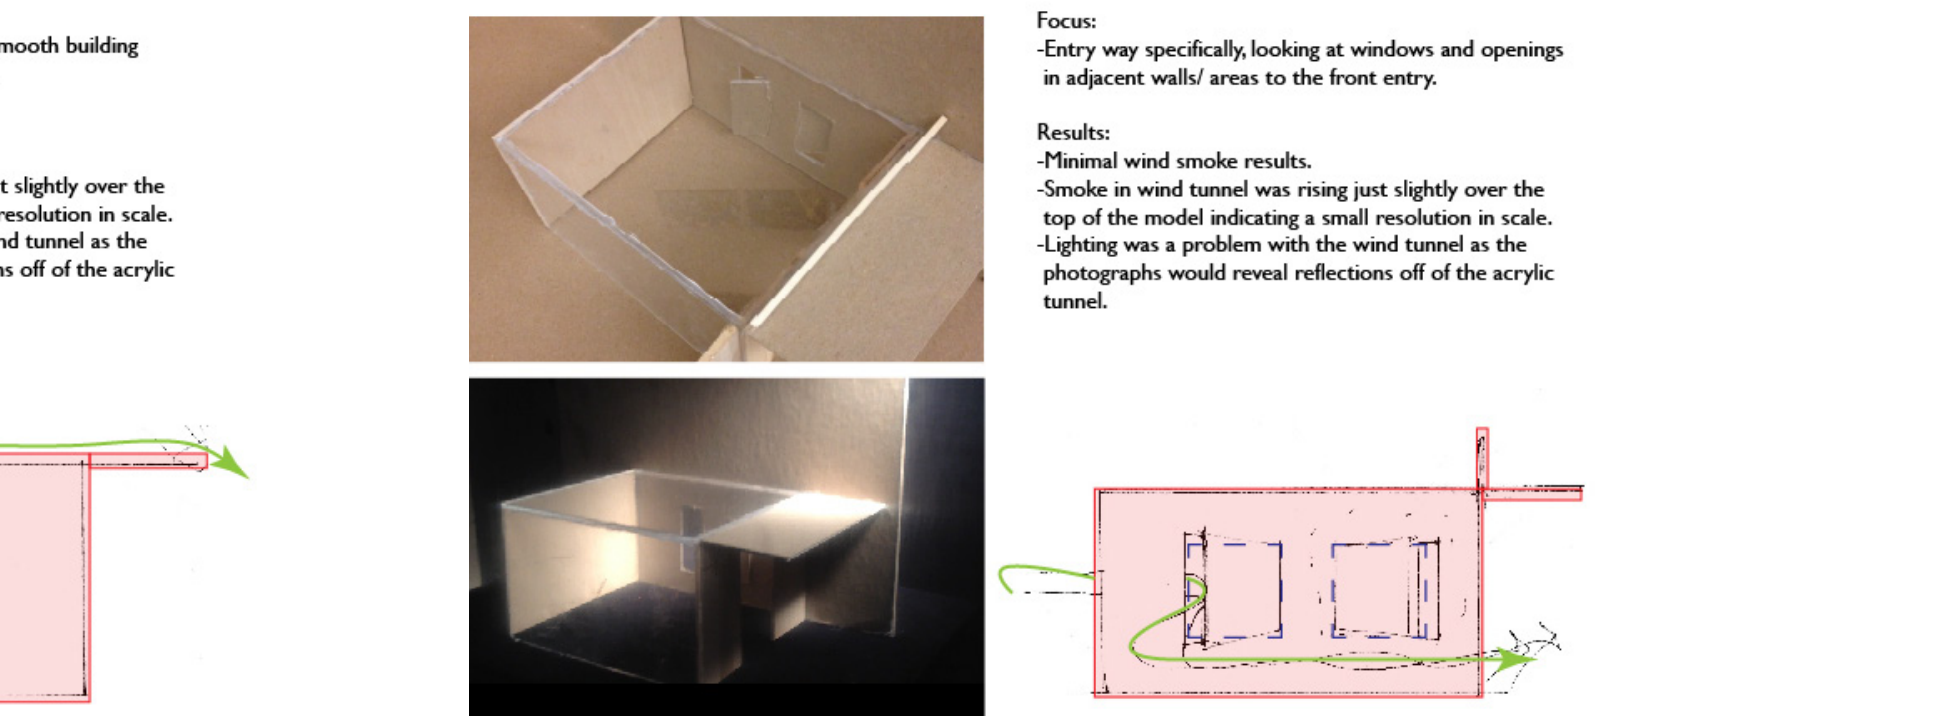 mooth building
t slightly over the
resolution in scale.
nd tunnel as the
ns off of the acrylic
Focus:
-Entry way specifically, looking at windows and openings
in adjacent walls/ areas to the front entry.
Results:
-Minimal wind smoke results.
-Smoke in wind tunnel was rising just slightly over the
top of the model indicating a small resolution in scale.
-Lighting was a problem with the wind tunnel as the
photographs would reveal reflections off of the acrylic
tunnel.